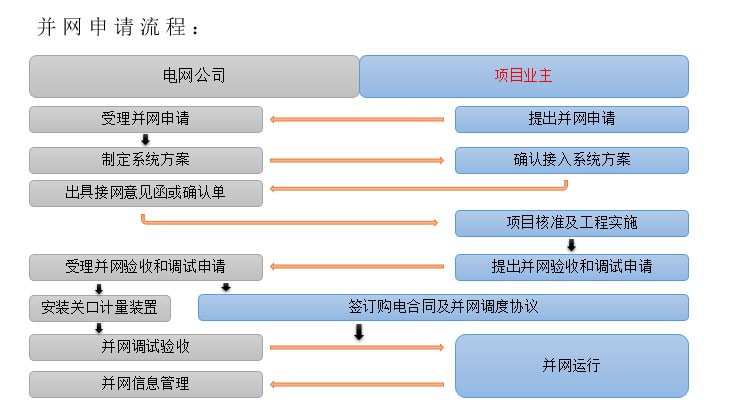 并网申请流程：
电网公司
项目业主
受理并网申请
提出并网申请
制定系统方案
确认接入系统方案
出具接网意见函或确认单
项目核准及工程实施
受理并网验收和调试申请
提出并网验收和调试申请
安装关口计量装置
签订购电合同及并网调度协议
并网调试验收
并网运行
并网信息管理